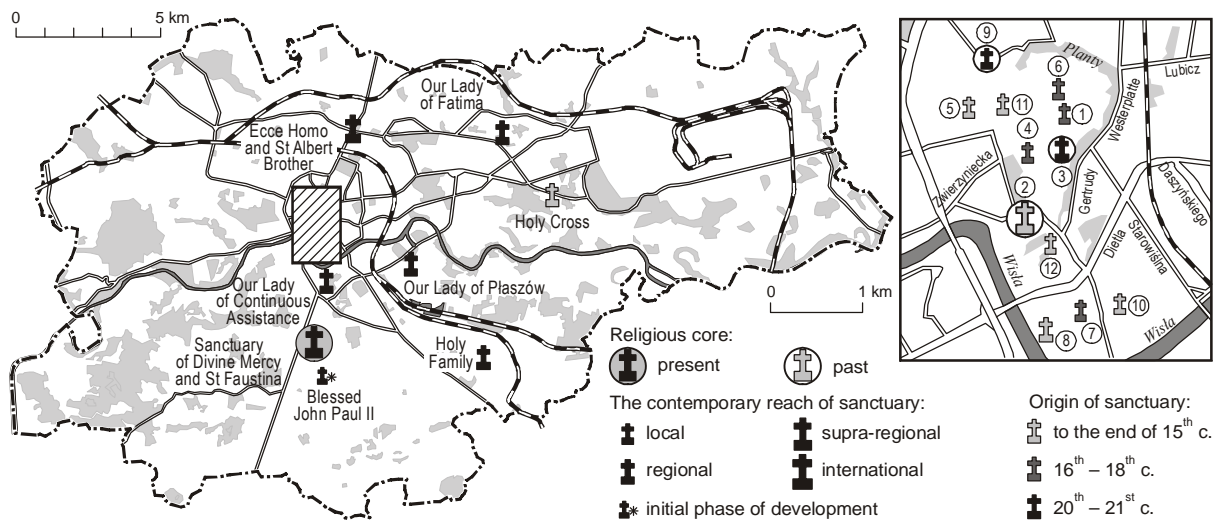 0 5 km
Our Lady
of Fatima
Ecce Homo
and St Albert
Brother
Holy Cross
Our Lady
of Continuous
Assistance
Our Lady of Płaszów
Sanctuary
of Divine Mercy
and St Faustina
Holy
Family
Blessed
John Paul II
0 1 km
9
Planty
6
Lubicz
5
11
1
Westerplatte
4
3
Zwierzyniecka
2
Gertrudy
Daszyńskiego
Dietla
Starowiślna
12
Wisła
10
8
7
Wisła
Religious core:
present
past
The contemporary reach of sanctuary:
local
supra-regional
regional
international
initial phase of development
Origin of sanctuary:
to the end of 15th c.
16th – 18th c.
20th – 21st c.